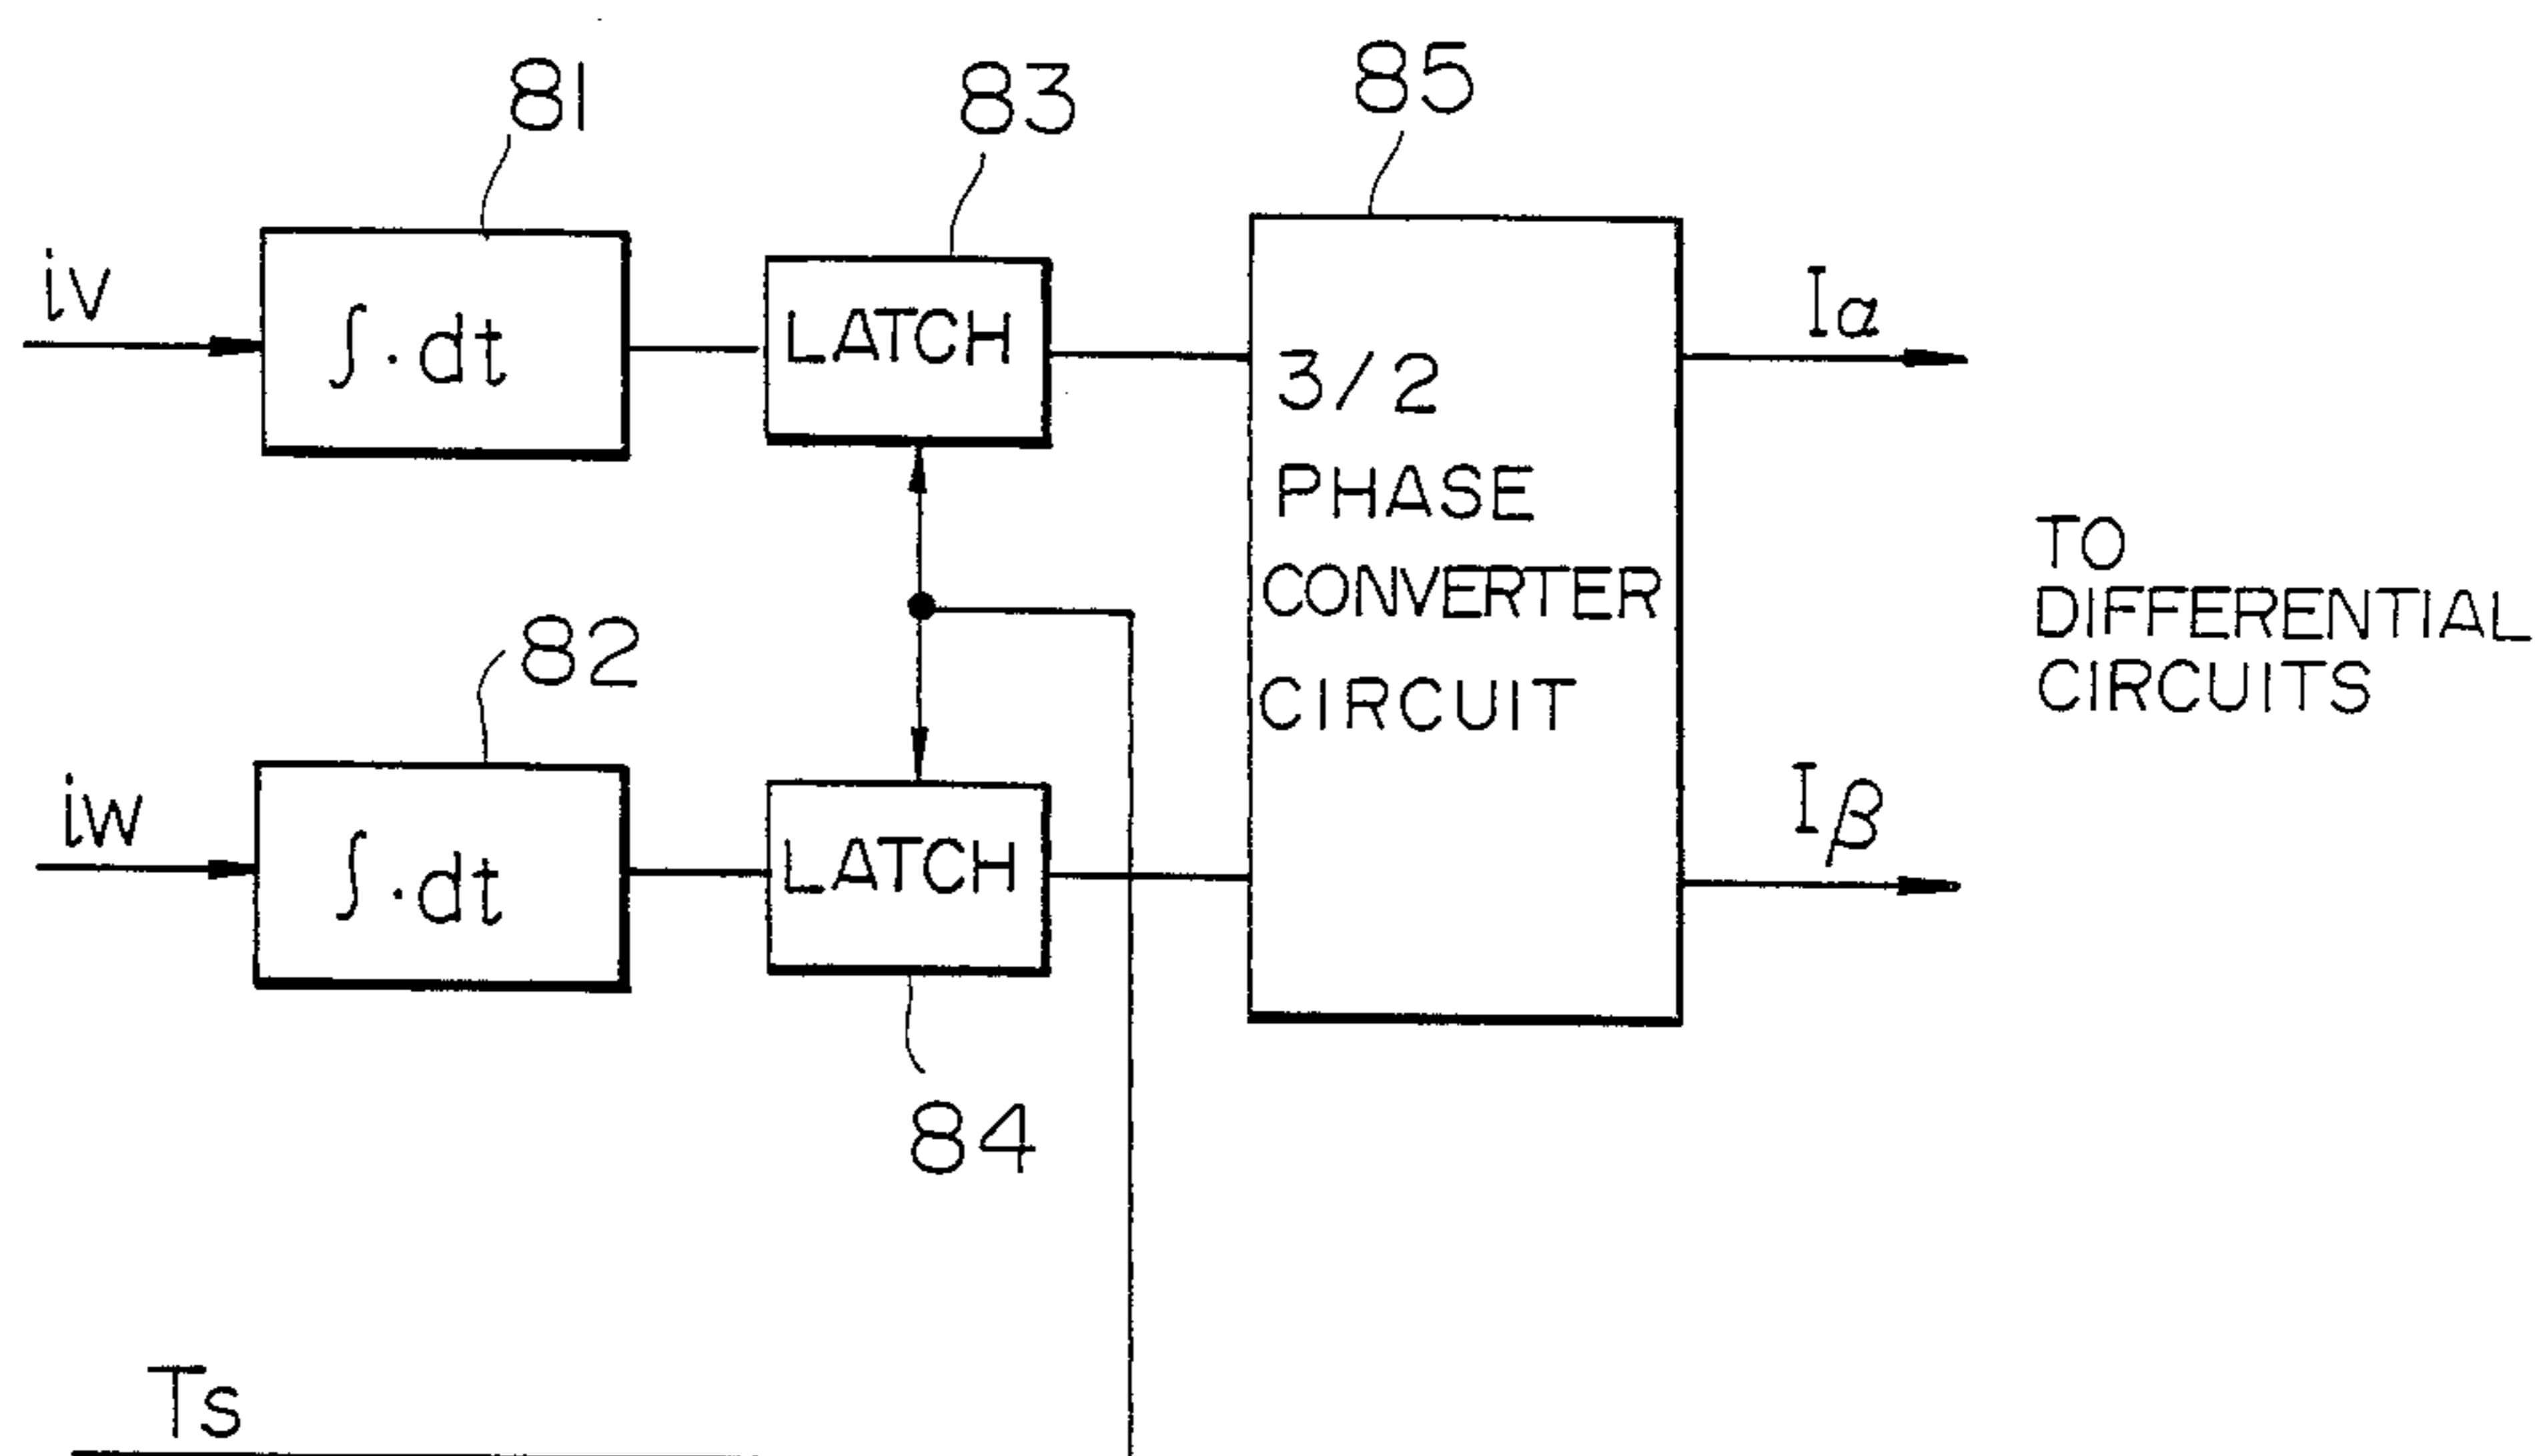 81
83
85
iv
∫·dt
LATCH
Iα
3/2
PHASE
CONVERTER
CIRCUIT
TO
DIFFERENTIAL
CIRCUITS
82
iw
∫·dt
LATCH
Iβ
84
Ts